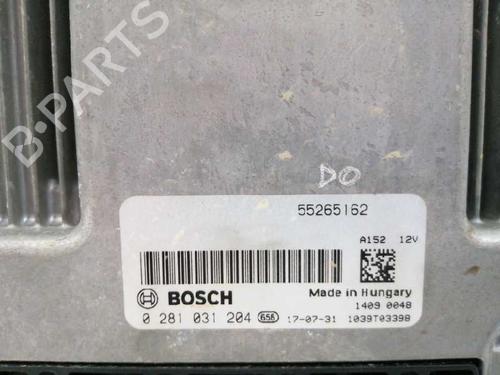 B-PARTS
DO
55265162
A152 12V
BOSCH
Made in Hungary
1409 0048
0 281 031 204 G56 17-07-31 1039T03398